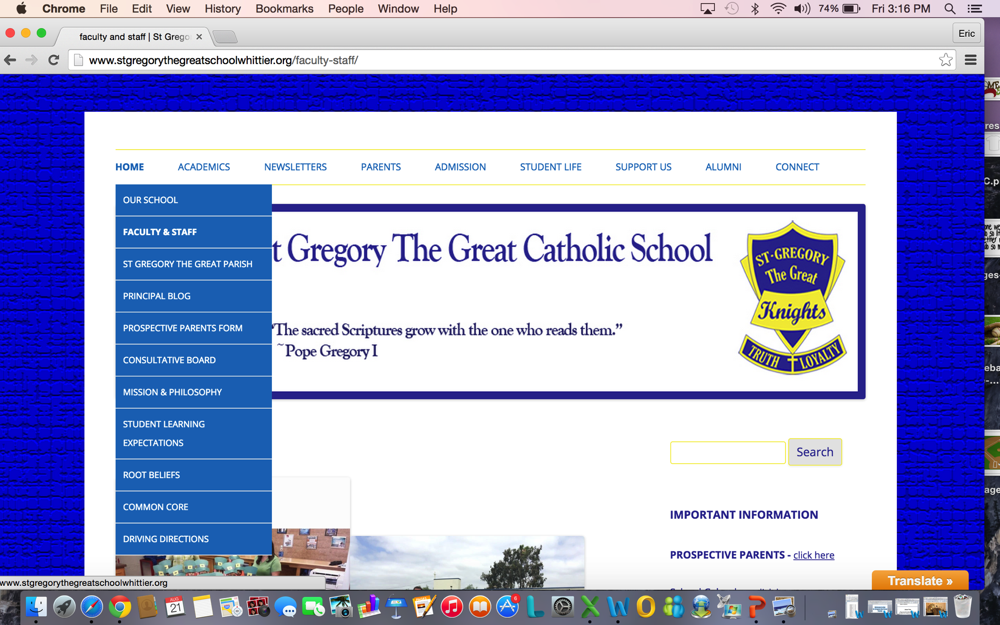 Chrome File Edit View History Bookmarks People Window Help 74% Fri 3:16 PM
faculty and staff | St Grego
Eric
www.stgregorythegreatschoolwhittier.org/faculty-staff/
HOME ACADEMICS NEWSLETTERS PARENTS ADMISSION STUDENT LIFE SUPPORT US ALUMNI CONNECT
OUR SCHOOL
FACULTY & STAFF
ST GREGORY THE GREAT PARISH
PRINCIPAL BLOG
PROSPECTIVE PARENTS FORM
CONSULTATIVE BOARD
MISSION & PHILOSOPHY
STUDENT LEARNING
EXPECTATIONS
ROOT BELIEFS
COMMON CORE
DRIVING DIRECTIONS
t Gregory The Great Catholic School
“The sacred Scriptures grow with the one who reads them.”
~Pope Gregory I
ST-GREGORY
The Great
Knights
TRUTH LOYALTY
Search
IMPORTANT INFORMATION
PROSPECTIVE PARENTS - click here
Translate »
www.stgregorythegreatschoolwhittier.org
AUG
21
6